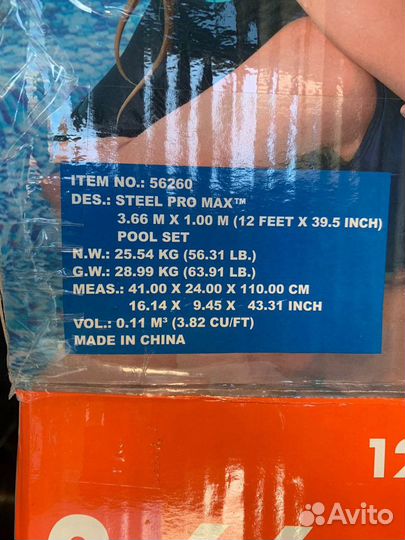 ITEM NO.: 56260
DES.: STEEL PRO MAX™
3.66 M X 1.00 M (12 FEET X 39.5 INCH)
POOL SET
N.W.: 25.54 KG (56.31 LB.)
G.W.: 28.99 KG (63.91 LB.)
MEAS.: 41.00 X 24.00 X 110.00 CM
16.14 X 9.45 X 43.31 INCH
VOL.: 0.11 M³ (3.82 CU/FT)
MADE IN CHINA
12
Avito